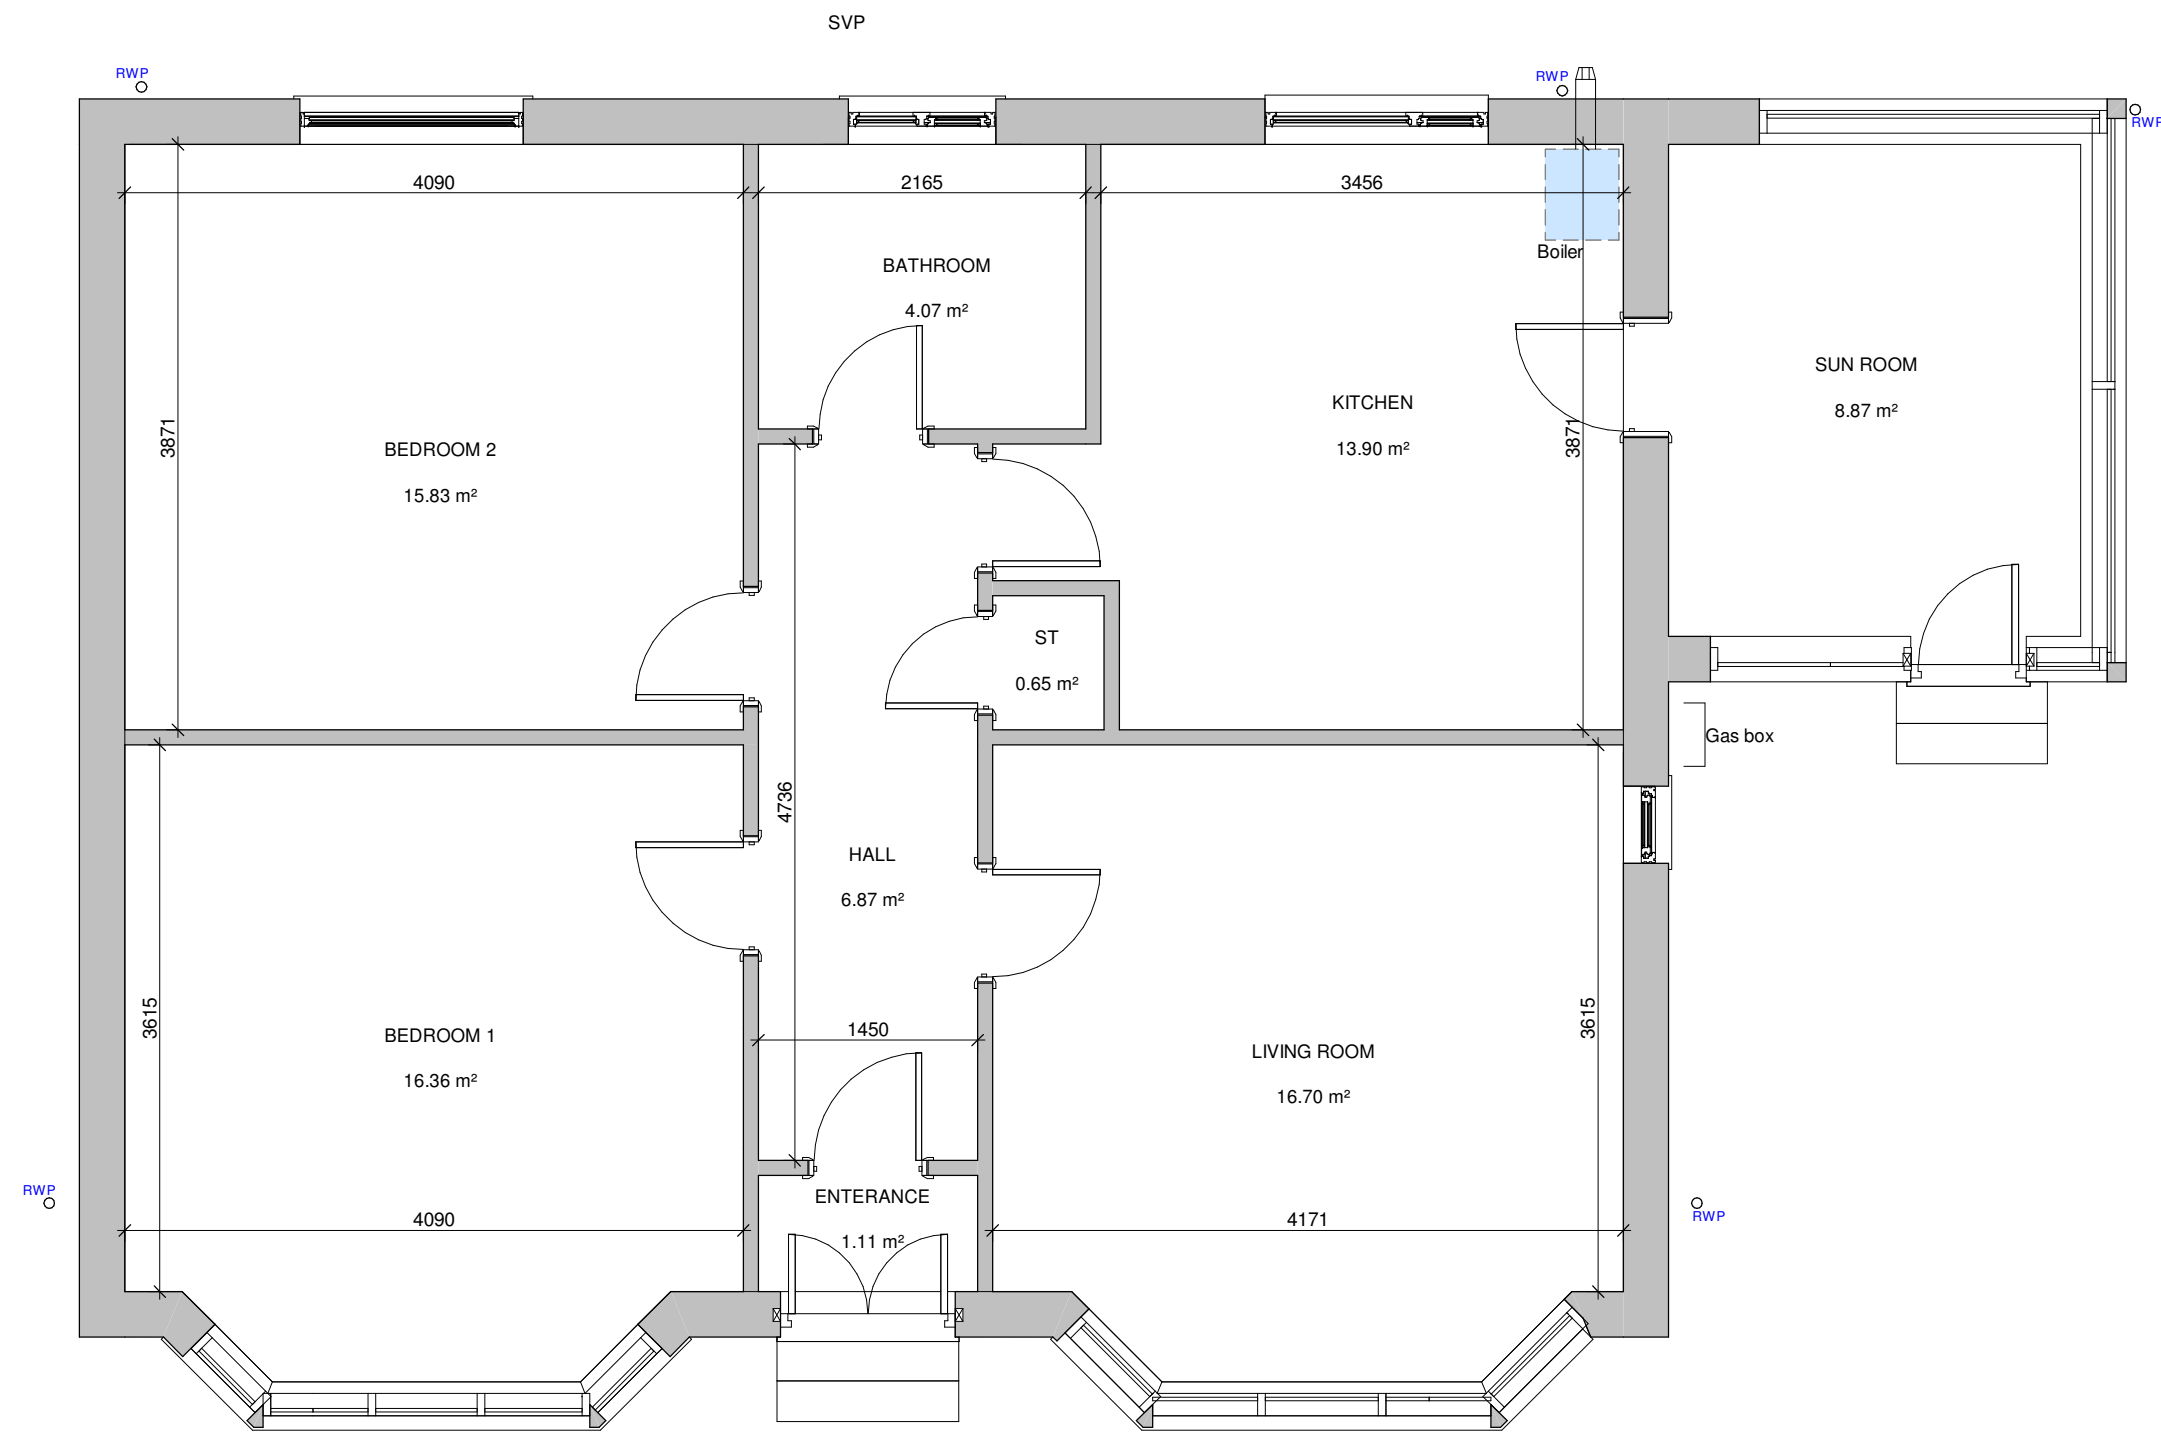 SVP
RWP
RWP
RWP
4090
2165
3456
BATHROOM
4.07 m²
Boiler
SUN ROOM
8.87 m²
KITCHEN
13.90 m²
3871
3871
BEDROOM 2
15.83 m²
ST
0.65 m²
Gas box
4736
HALL
6.87 m²
3615
3615
1450
BEDROOM 1
16.36 m²
LIVING ROOM
16.70 m²
RWP
ENTERANCE
RWP
4090
4171
1.11 m²